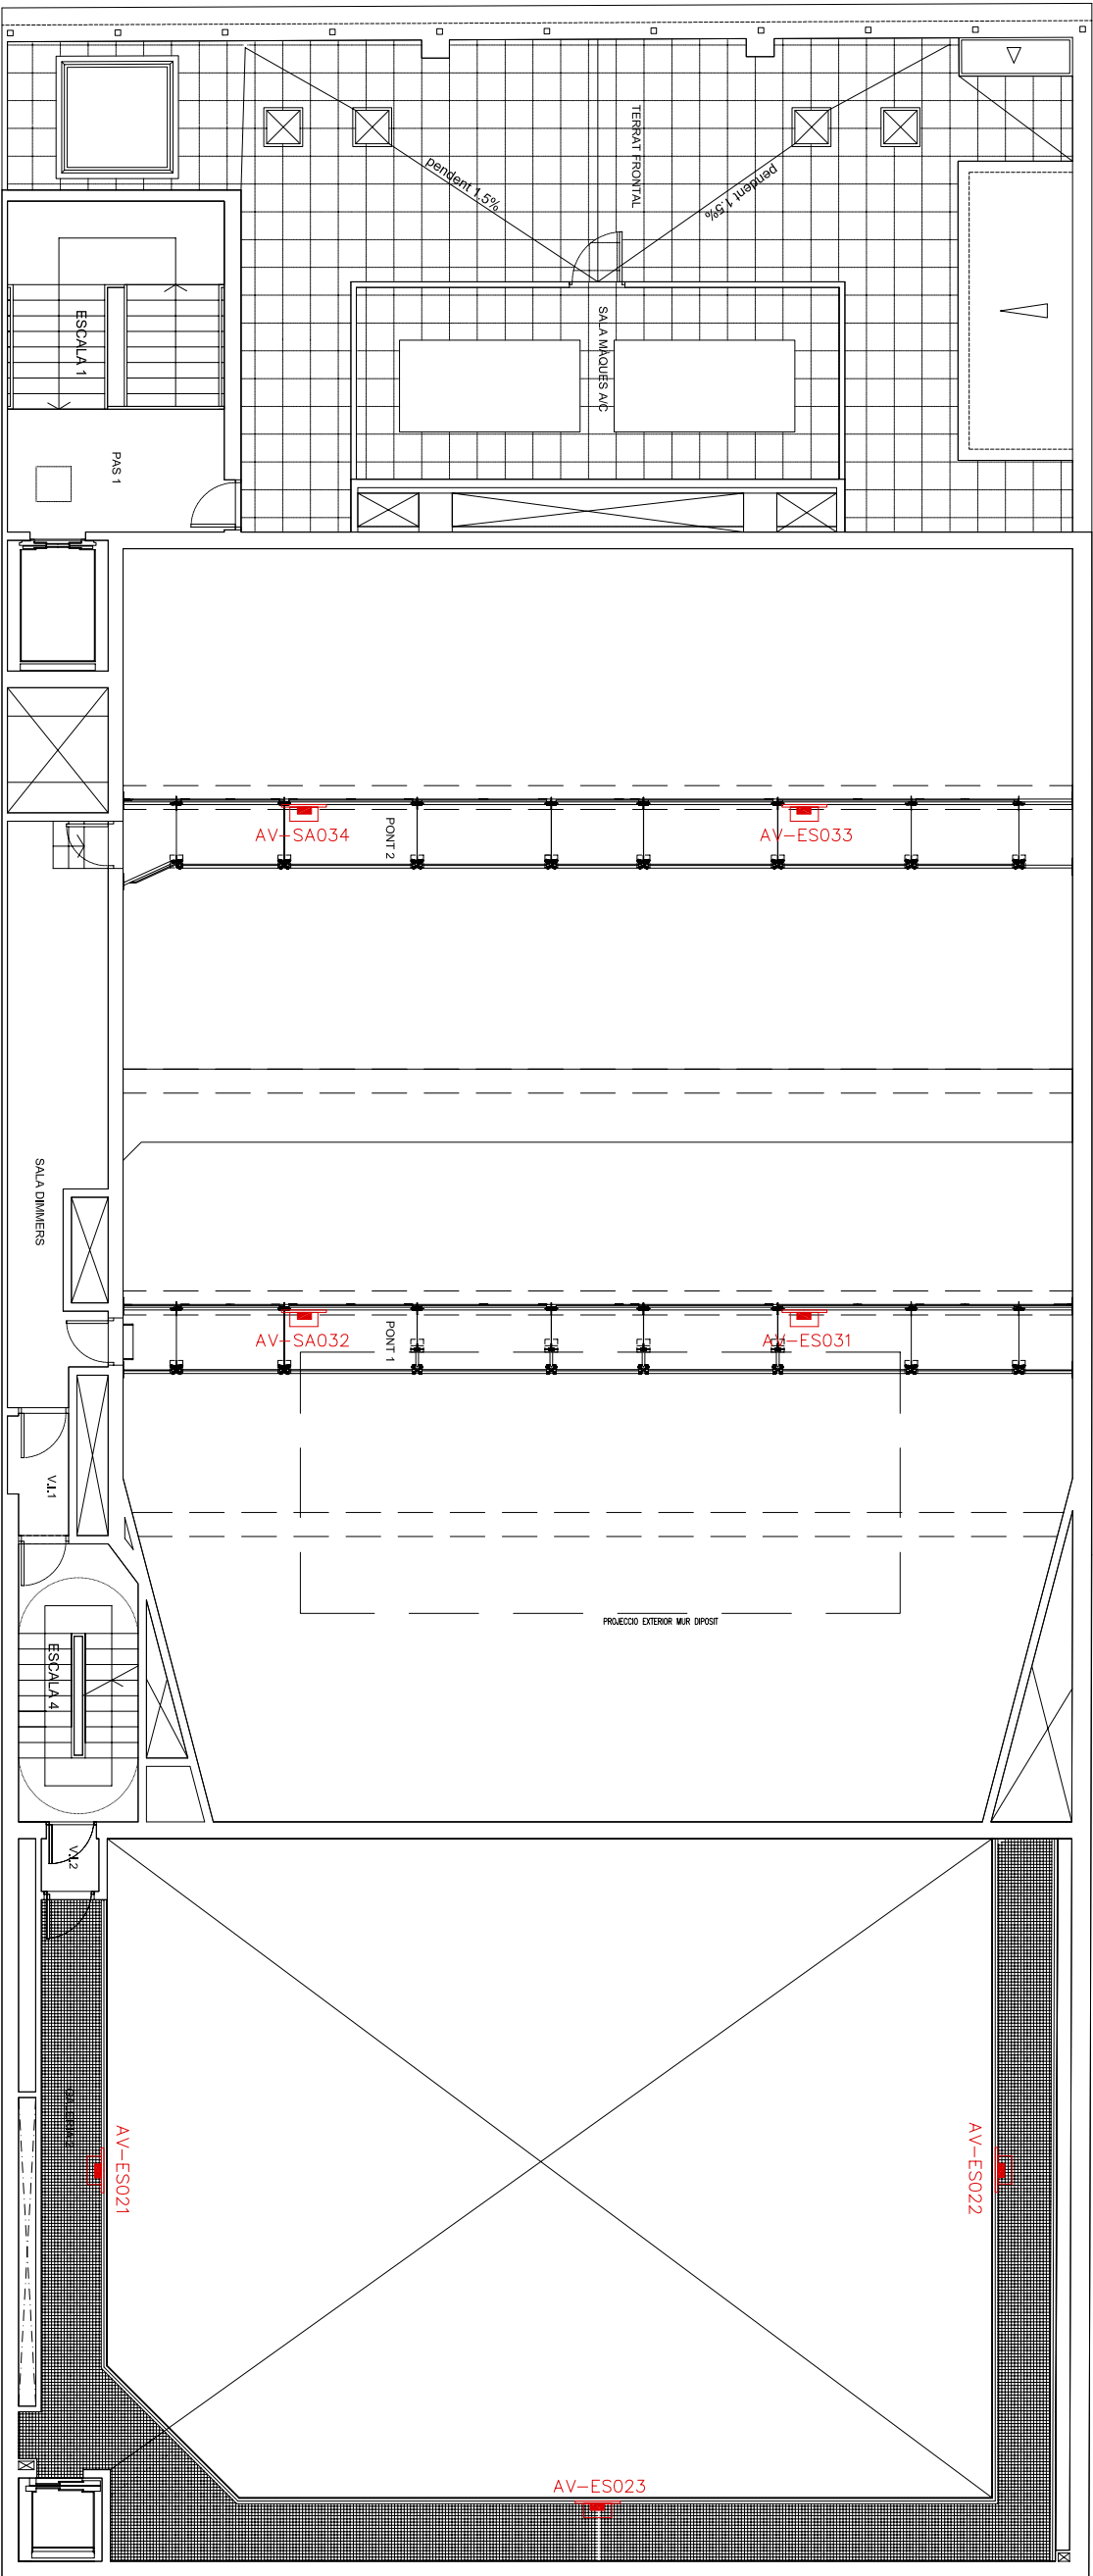 TERRAT FRONTAL
pendent 1.5%
pendent 1.5%
SALA MÀQUES A/C
ESCALA 1
PAS 1
AV-SA034
PONT 2
AV-ES033
SALA DIMMERS
AV-SA032
PONT 1
AV-ES031
V.I.1
PROJECCIO EXTERIOR MUR DIPOSIT
ESCALA 4
V.I.2
AV-ES021
AV-ES022
AV-ES023